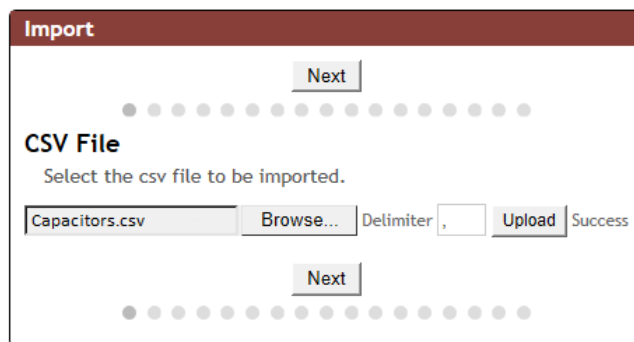 Import
Next
CSV File
Select the csv file to be imported.
Capacitors.csv Browse... Delimiter , Upload Success
Next